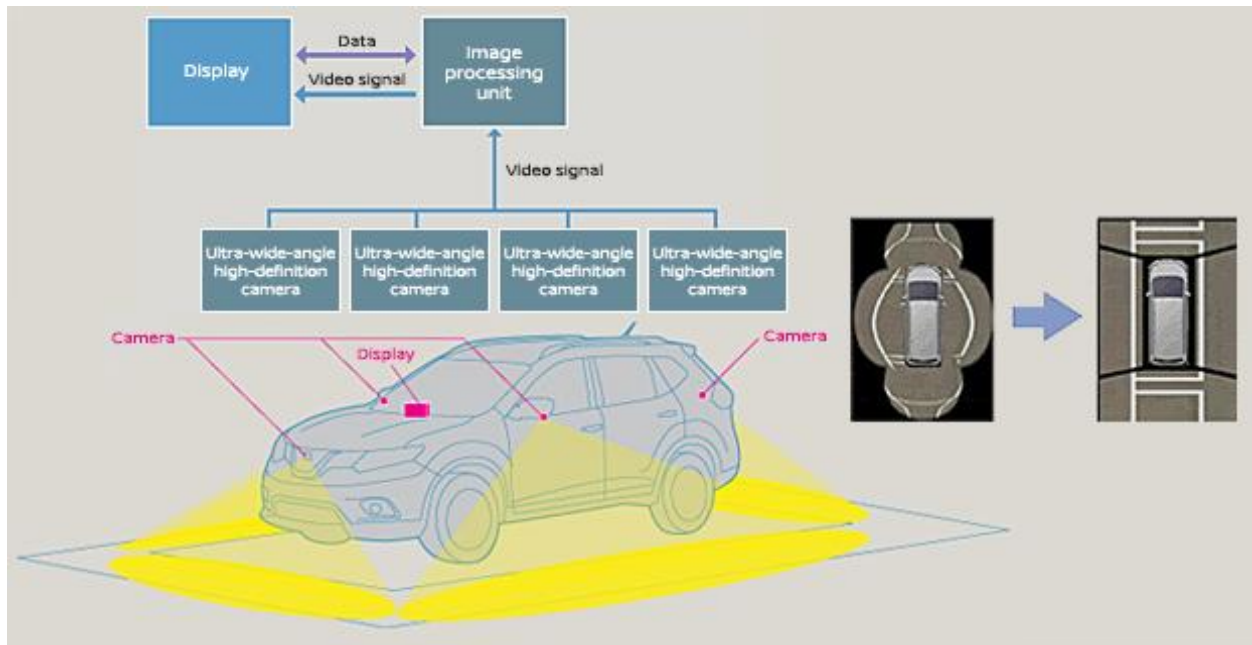 Data
Display
Image
processing
unit
Video signal
Video signal
Ultra-wide-angle
high-definition
camera
Ultra-wide-angle
high-definition
camera
Ultra-wide-angle
high-definition
camera
Ultra-wide-angle
high-definition
camera
Camera
Display
Camera